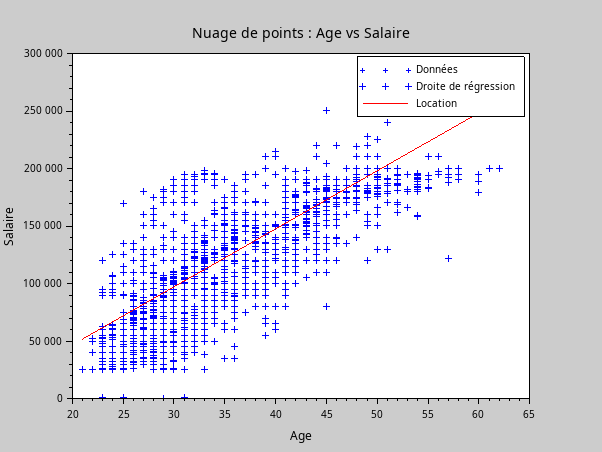 Nuage de points : Age vs Salaire
300 000
250 000
200 000
150 000
100 000
50 000
0
Salaire
Données
Droite de régression
Location
20
25
30
35
40
45
50
55
60
65
Age